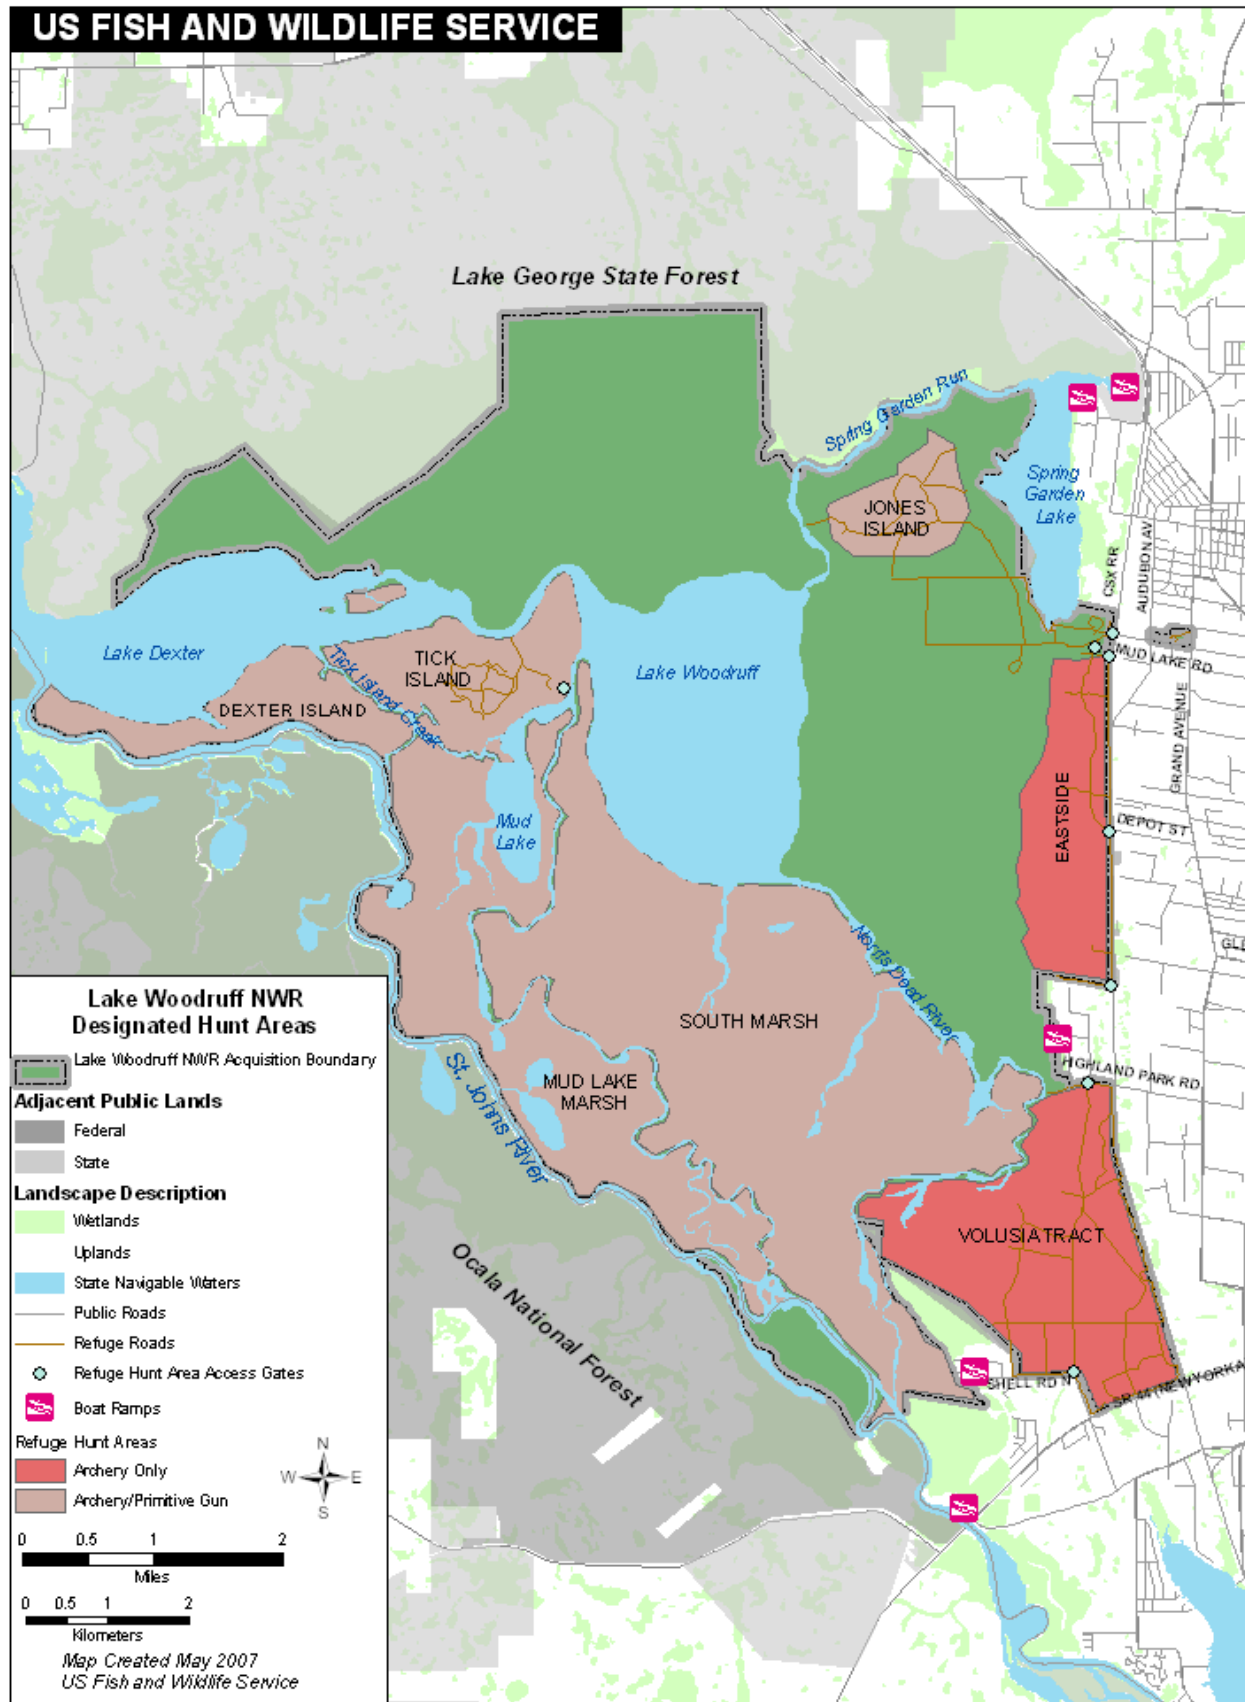 US FISH AND WILDLIFE SERVICE
Lake George State Forest
Spring Garden Run
Spring
Garden
Lake
JONES
ISLAND
CSX RR
AUDUBON AV
MUD LAKE RD
Lake Dexter
TICK
ISLAND
Tick Island Creek
Lake Woodruff
DEXTER ISLAND
GRAND AVENUE
EASTSIDE
DEPOT ST
Mud
Lake
Norris Dead River
SOUTH MARSH
HIGHLAND PARK RD
MUD LAKE
MARSH
St. Johns River
VOLUSIA TRACT
Ocala National Forest
SHELL RD N
SR 44 NEW YORK A
Lake Woodruff NWR
Designated Hunt Areas
Lake Woodruff NWR Acquisition Boundary
Adjacent Public Lands
Federal
State
Landscape Description
Wetlands
Uplands
State Navigable Waters
Public Roads
Refuge Roads
Refuge Hunt Area Access Gates
Boat Ramps
Refuge Hunt Areas
Archery Only
Archery/Primitive Gun
N
W E
S
0 0.5 1 2
Miles
0 0.5 1 2
Kilometers
Map Created May 2007
US Fish and Wildlife Service